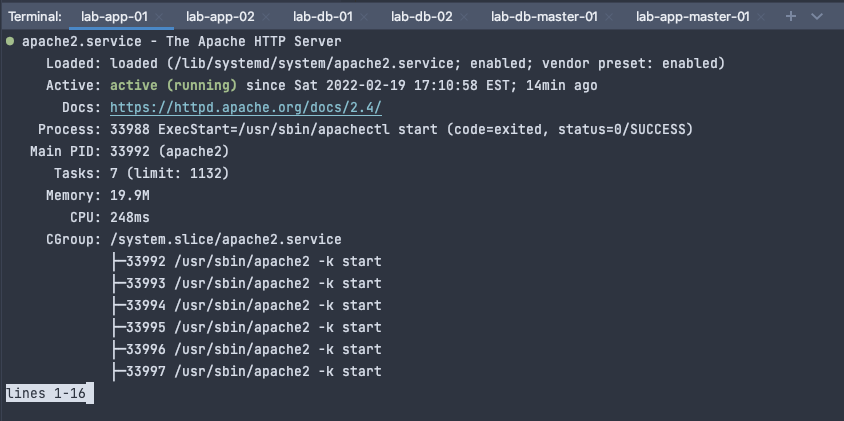 Terminal: lab-app-01 × lab-app-02 × lab-db-01 × lab-db-02 × lab-db-master-01 × lab-app-master-01 × +
● apache2.service - The Apache HTTP Server
Loaded: loaded (/lib/systemd/system/apache2.service; enabled; vendor preset: enabled)
Active: active (running) since Sat 2022-02-19 17:10:58 EST; 14min ago
Docs: https://httpd.apache.org/docs/2.4/
Process: 33988 ExecStart=/usr/sbin/apachectl start (code=exited, status=0/SUCCESS)
Main PID: 33992 (apache2)
Tasks: 7 (limit: 1132)
Memory: 19.9M
CPU: 248ms
CGroup: /system.slice/apache2.service
├─33992 /usr/sbin/apache2 -k start
├─33993 /usr/sbin/apache2 -k start
├─33994 /usr/sbin/apache2 -k start
├─33995 /usr/sbin/apache2 -k start
├─33996 /usr/sbin/apache2 -k start
├─33997 /usr/sbin/apache2 -k start
lines 1-16